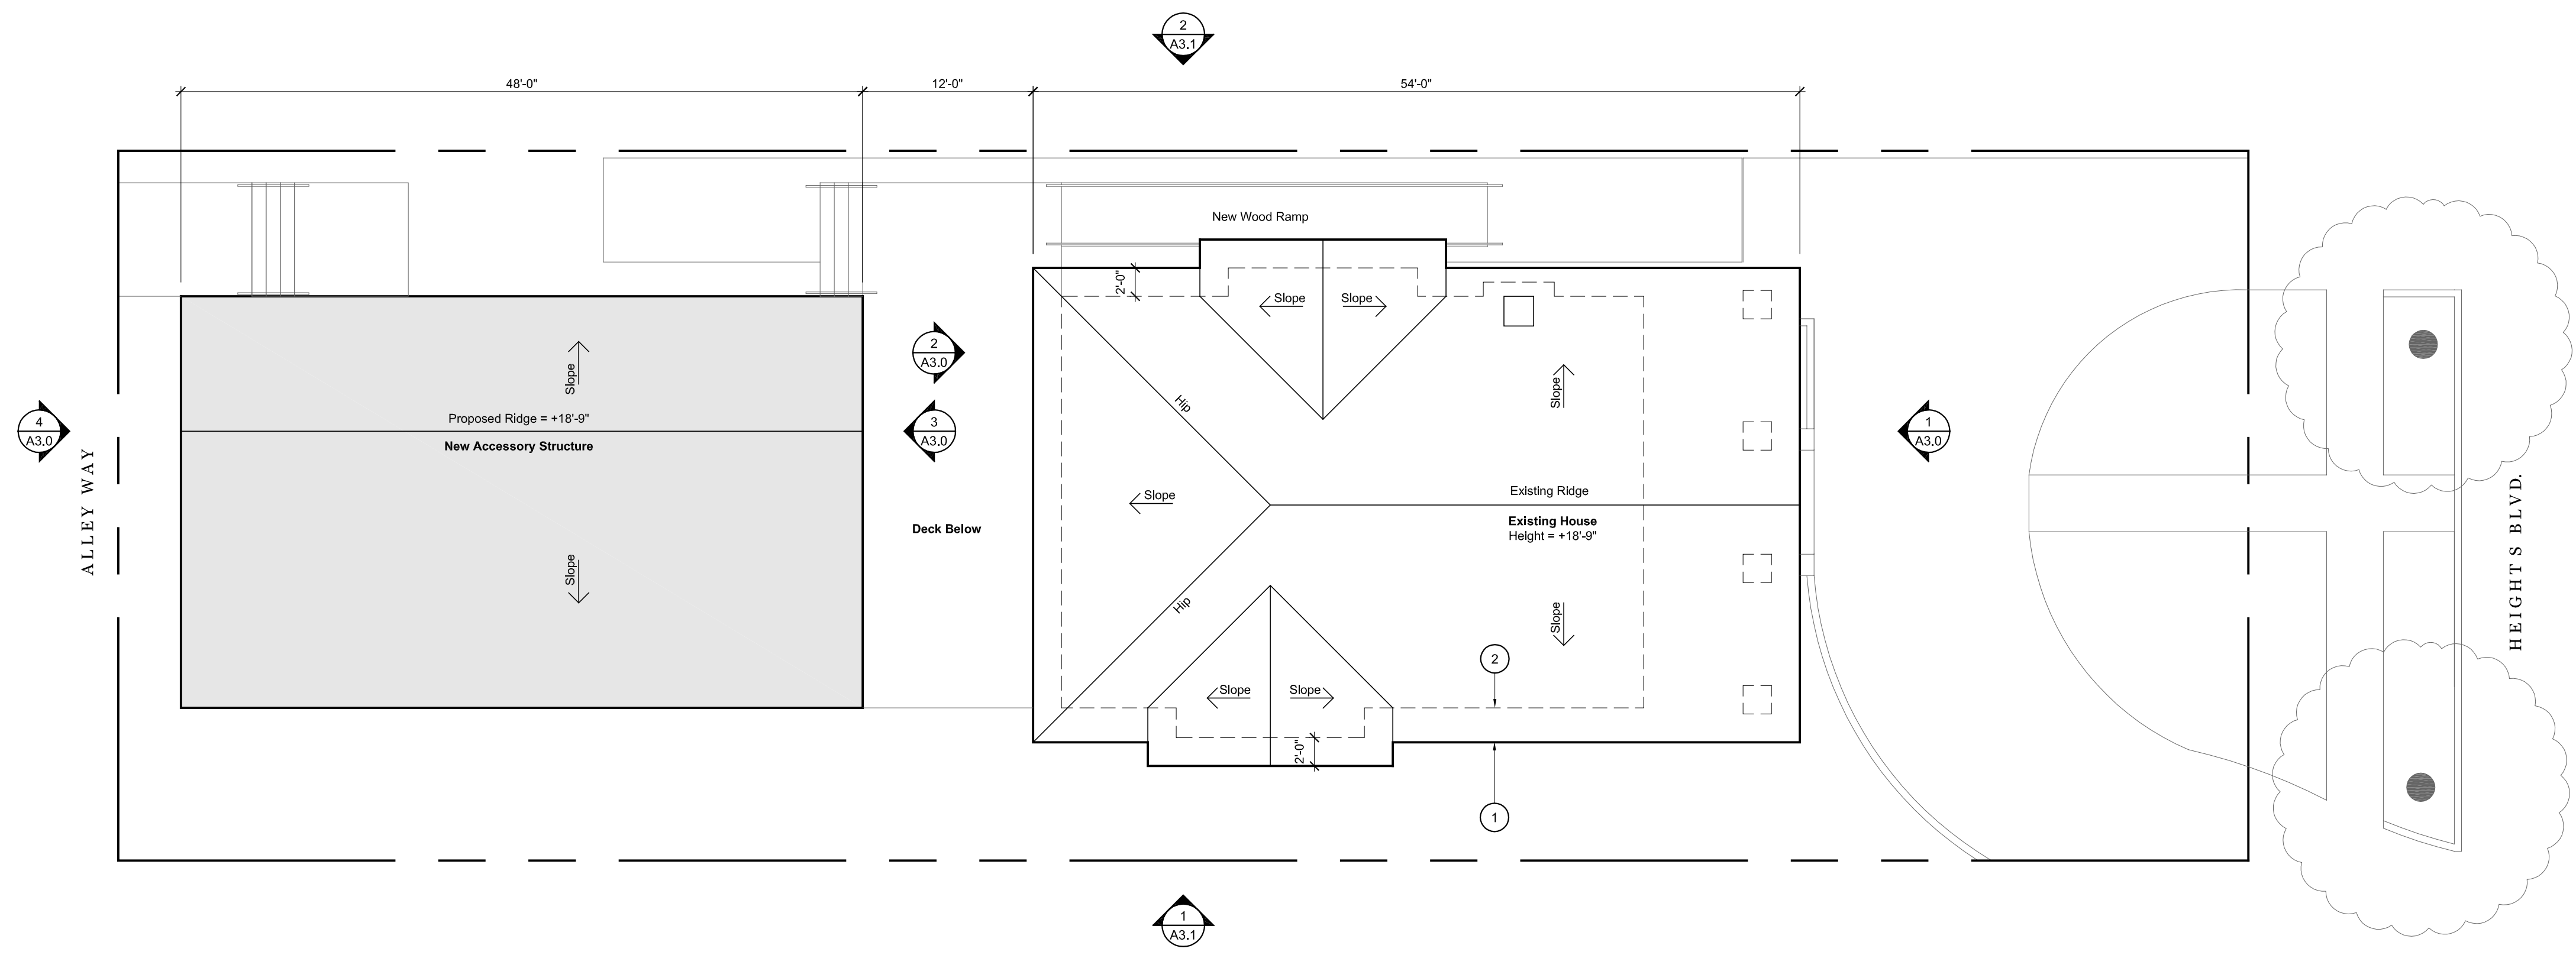 2
A3.1
48'-0"
12'-0"
54'-0"
New Wood Ramp
2'-0"
Slope
Slope
Slope
2
A3.0
Slope
Hip
4
A3.0
Proposed Ridge = +18'-9"
New Accessory Structure
3
A3.0
1
A3.0
ALLEY WAY
Slope
Existing Ridge
Existing House
Height = +18'-9"
Deck Below
HEIGHTS BLVD.
Slope
Hip
Slope
2
Slope
Slope
2'-0"
1
1
A3.1